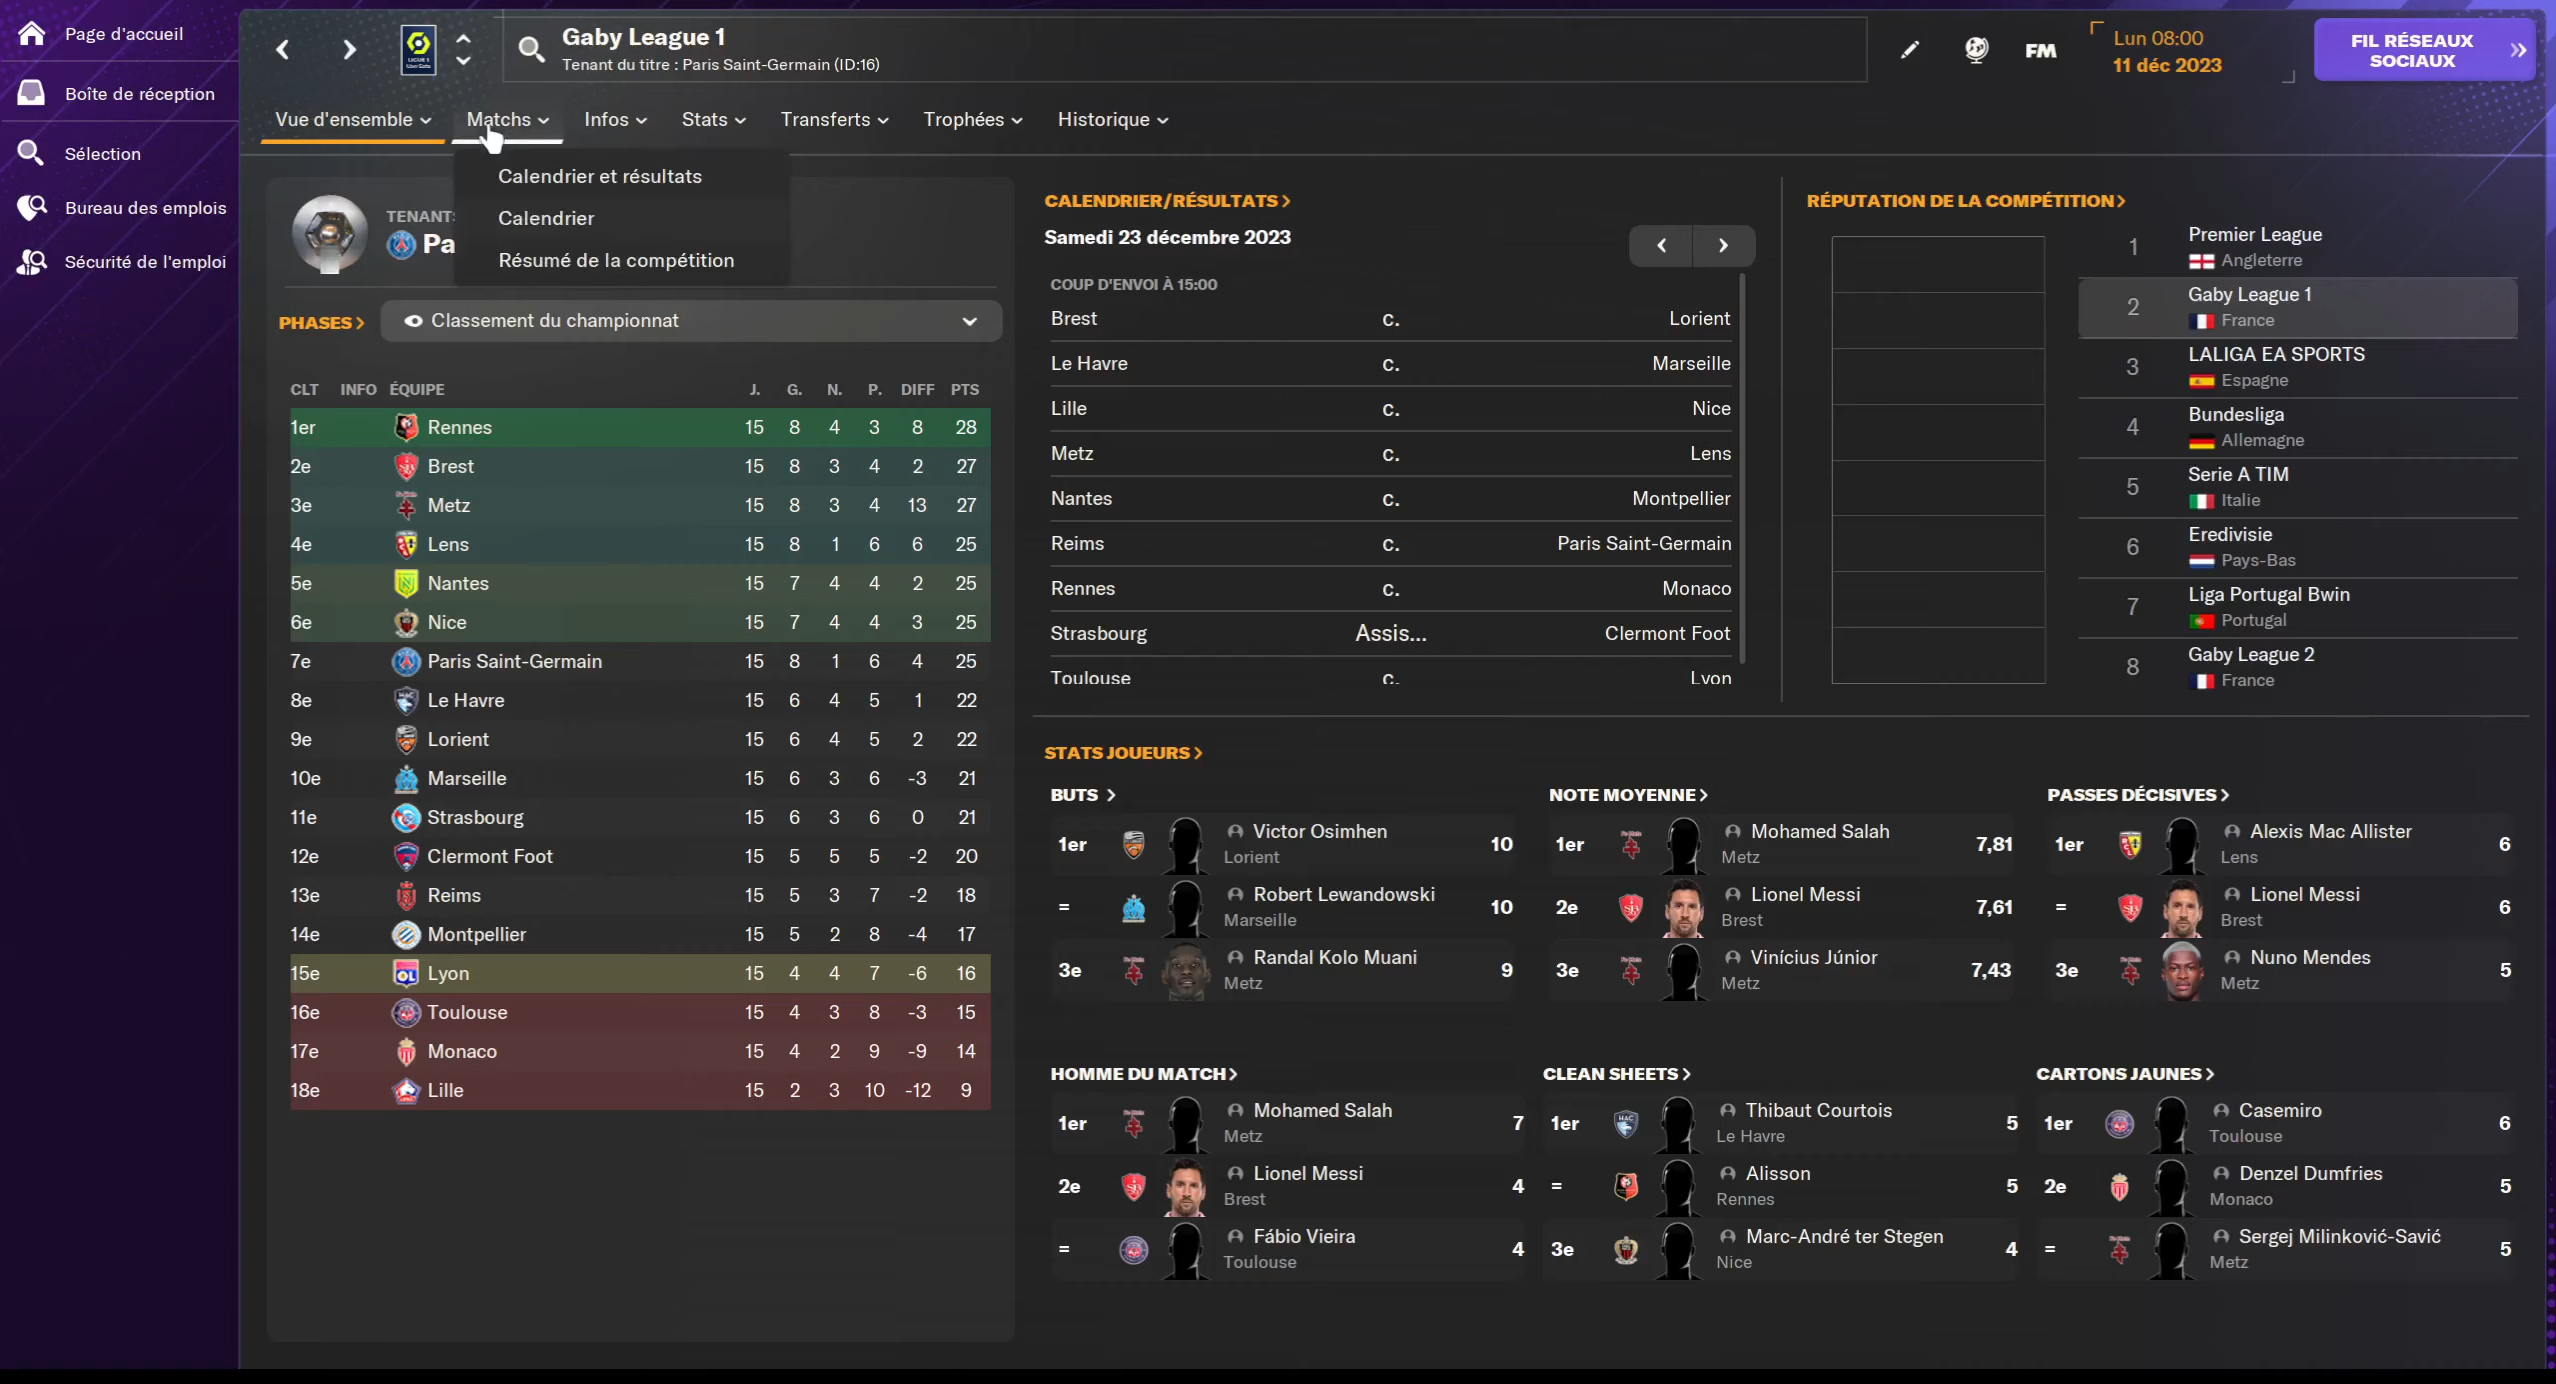 Page d'accueil
Boîte de réception
Sélection
Bureau des emplois
Sécurité de l'emploi
Gaby League 1
Tenant du titre : Paris Saint-Germain (ID:16)
FM
Lun 08:00
11 déc 2023
FIL RÉSEAUX
SOCIAUX
Vue d'ensemble Matchs Infos Stats Transferts Trophées Historique
Calendrier et résultats
Calendrier
Résumé de la compétition
TENANT
Pa
PHASES Classement du championnat
CLT INFO ÉQUIPE J. G. N. P. DIFF PTS
1er Rennes 15 8 4 3 8 28
2e Brest 15 8 3 4 2 27
3e Metz 15 8 3 4 13 27
4e Lens 15 8 1 6 6 25
5e Nantes 15 7 4 4 2 25
6e Nice 15 7 4 4 3 25
7e Paris Saint-Germain 15 8 1 6 4 25
8e Le Havre 15 6 4 5 1 22
9e Lorient 15 6 4 5 2 22
10e Marseille 15 6 3 6 -3 21
11e Strasbourg 15 6 3 6 0 21
12e Clermont Foot 15 5 5 5 -2 20
13e Reims 15 5 3 7 -2 18
14e Montpellier 15 5 2 8 -4 17
15e Lyon 15 4 4 7 -6 16
16e Toulouse 15 4 3 8 -3 15
17e Monaco 15 4 2 9 -9 14
18e Lille 15 2 3 10 -12 9
CALENDRIER/RÉSULTATS
Samedi 23 décembre 2023
COUP D'ENVOI À 15:00
Brest c. Lorient
Le Havre c. Marseille
Lille c. Nice
Metz c. Lens
Nantes c. Montpellier
Reims c. Paris Saint-Germain
Rennes c. Monaco
Strasbourg Assis... Clermont Foot
Toulouse c. Lyon
RÉPUTATION DE LA COMPÉTITION
1 Premier League
Angleterre
2 Gaby League 1
France
3 LALIGA EA SPORTS
Espagne
4 Bundesliga
Allemagne
5 Serie A TIM
Italie
6 Eredivisie
Pays-Bas
7 Liga Portugal Bwin
Portugal
8 Gaby League 2
France
STATS JOUEURS
BUTS
1er Victor Osimhen 10
Lorient
= Robert Lewandowski 10
Marseille
3e Randal Kolo Muani 9
Metz
NOTE MOYENNE
1er Mohamed Salah 7,81
Metz
2e Lionel Messi 7,61
Brest
3e Vinícius Júnior 7,43
Metz
PASSES DÉCISIVES
1er Alexis Mac Allister 6
Lens
= Lionel Messi 6
Brest
3e Nuno Mendes 5
Metz
HOMME DU MATCH
1er Mohamed Salah 7
Metz
2e Lionel Messi 4
Brest
= Fábio Vieira 4
Toulouse
CLEAN SHEETS
1er Thibaut Courtois 5
Le Havre
= Alisson 5
Rennes
3e Marc-André ter Stegen 4
Nice
CARTONS JAUNES
1er Casemiro 6
Toulouse
2e Denzel Dumfries 5
Monaco
= Sergej Milinković-Savić 5
Metz